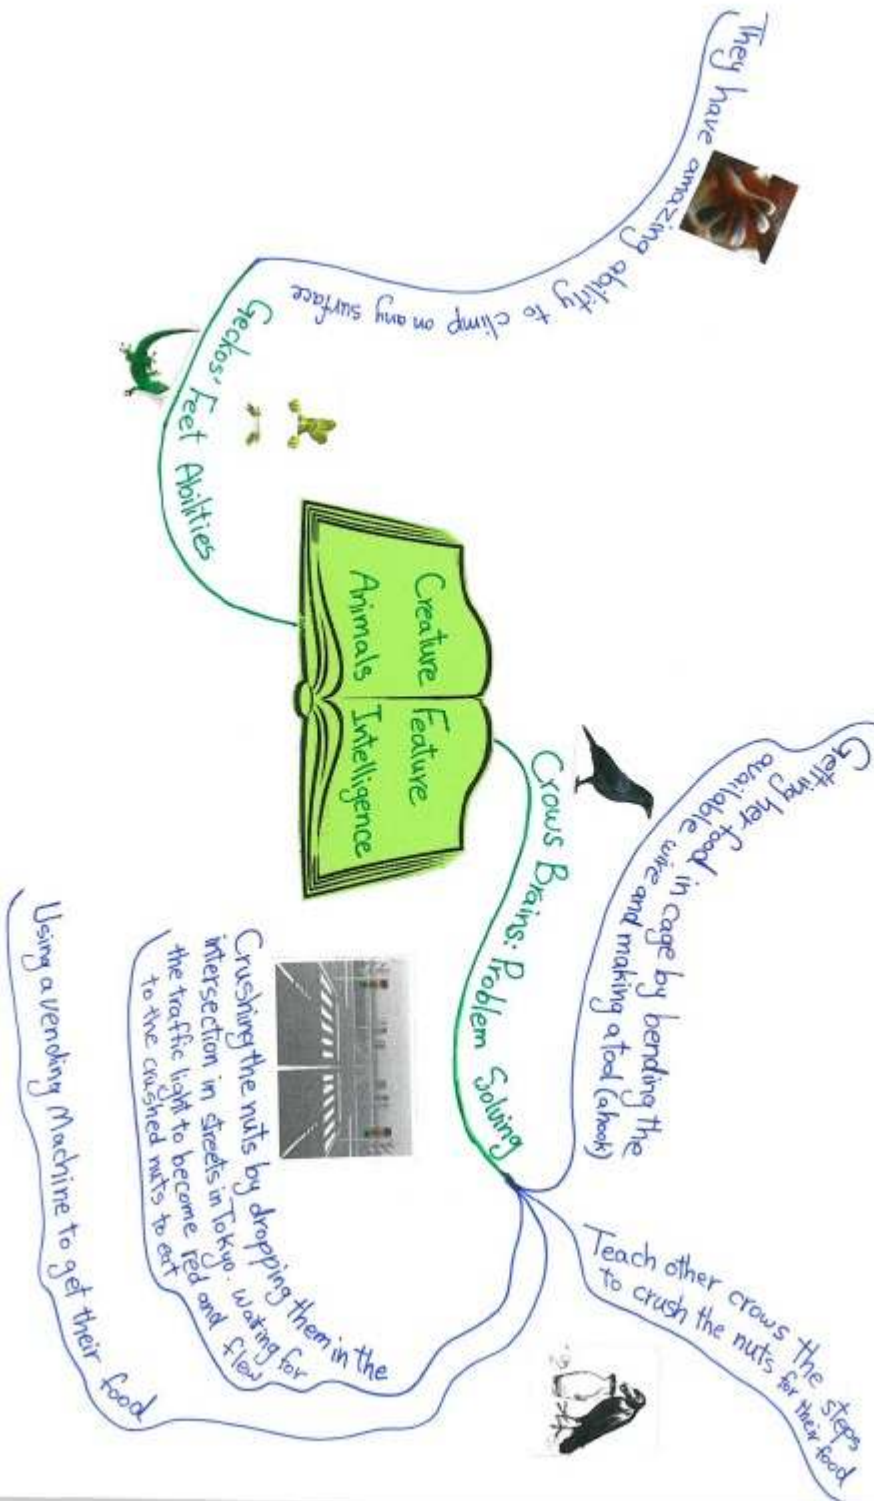 Creature Feature
Animals Intelligence
Crows Brains: Problem Solving
Getting her food in cage by bending the
available wire and making a tool (a hook)
Teach other crows the steps
to crush the nuts for their food
Crushing the nuts by dropping them in the
intersection in streets in Tokyo. waiting for
the traffic light to become red and flew
to the crushed nuts to eat
Using a vending Machine to get their food
Geckos' Feet Abilities
They have amazing ability to climp on any surface